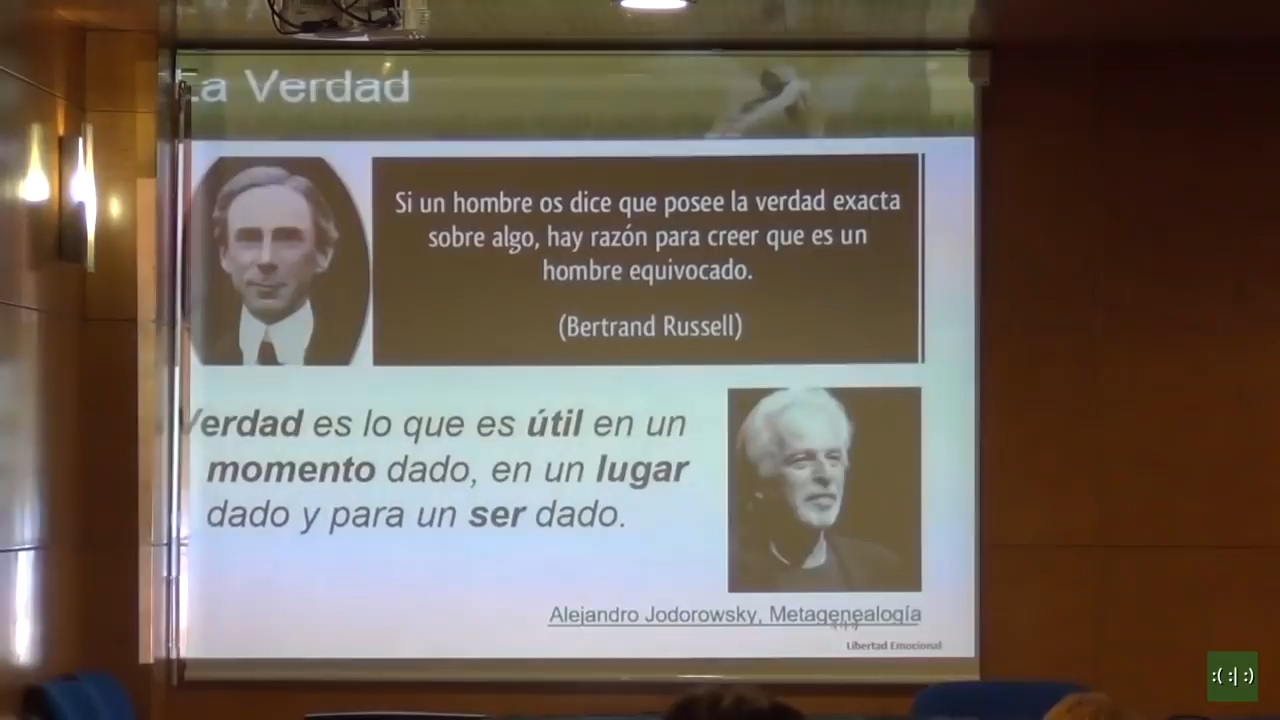 La Verdad
Si un hombre os dice que posee la verdad exacta
sobre algo, hay razón para creer que es un
hombre equivocado.
(Bertrand Russell)
Verdad es lo que es útil en un
momento dado, en un lugar
dado y para un ser dado.
Alejandro Jodorowsky, Metagenealogía
Libertad Emocional
:( :| :)